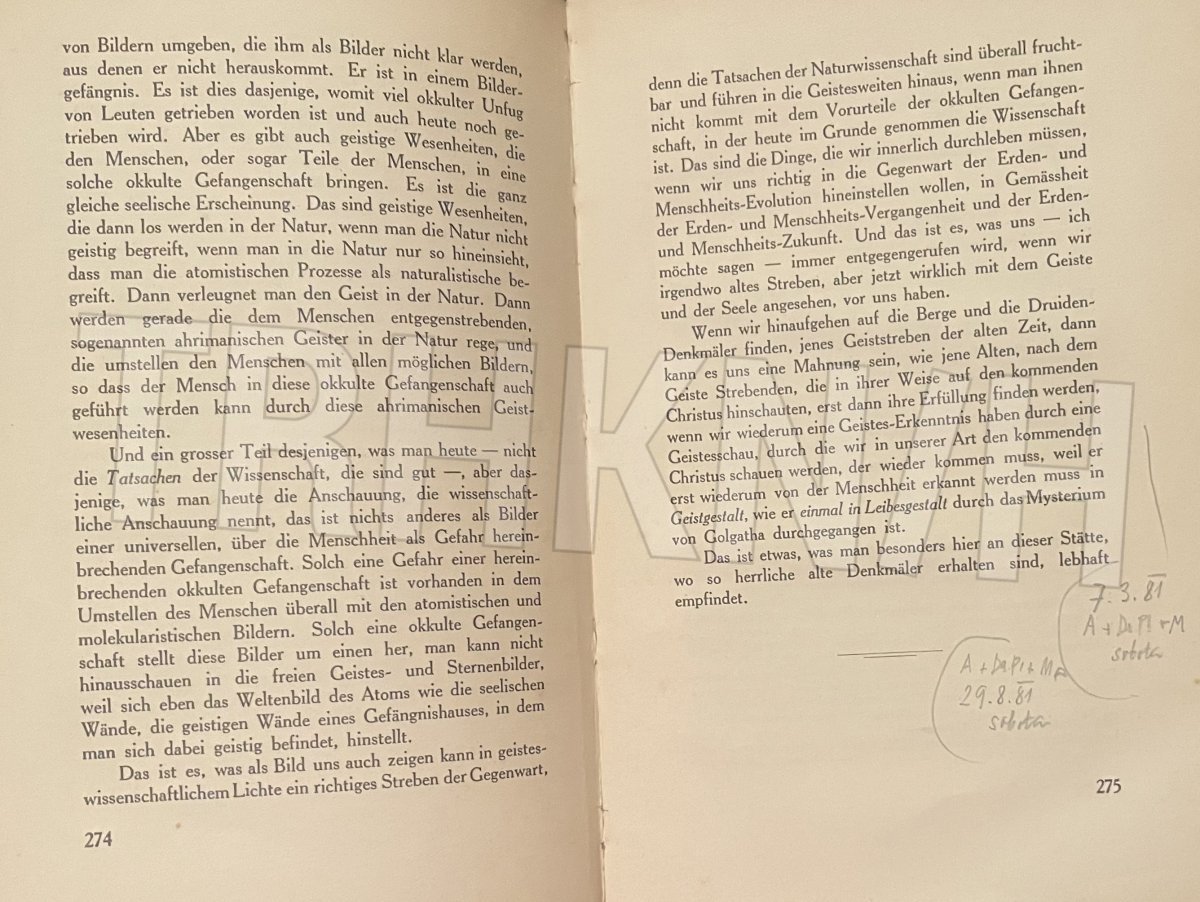 von Bildern umgeben, die ihm als Bilder nicht klar werden,
aus denen er nicht herauskommt. Er ist in einem Bilder-
gefängnis. Es ist dies dasjenige, womit viel okkulter Unfug
von Leuten getrieben worden ist und auch heute noch ge-
trieben wird. Aber es gibt auch geistige Wesenheiten, die
den Menschen, oder sogar Teile der Menschen, in eine
solche okkulte Gefangenschaft bringen. Es ist die ganz
gleiche seelische Erscheinung. Das sind geistige Wesenheiten,
die dann los werden in der Natur, wenn man die Natur nicht
geistig begreift, wenn man in die Natur nur so hineinsieht,
dass man die atomistischen Prozesse als naturalistische be-
greift. Dann verleugnet man den Geist in der Natur. Dann
werden gerade die dem Menschen entgegenstrebenden,
sogenannten ahrimanischen Geister in der Natur rege, und
die umstellen den Menschen mit allen möglichen Bildern,
so dass der Mensch in diese okkulte Gefangenschaft auch
geführt werden kann durch diese ahrimanischen Geist-
wesenheiten.
Und ein grosser Teil desjenigen, was man heute — nicht
die Tatsachen der Wissenschaft, die sind gut —, aber das-
jenige, was man heute die Anschauung, die wissenschaft-
liche Anschauung nennt, das ist nichts anderes als Bilder
einer universellen, über die Menschheit als Gefahr herein-
brechenden Gefangenschaft. Solch eine Gefahr einer herein-
brechenden okkulten Gefangenschaft ist vorhanden in dem
Umstellen des Menschen überall mit den atomistischen und
molekularistischen Bildern. Solch eine okkulte Gefangen-
schaft stellt diese Bilder um einen her, man kann nicht
hinausschauen in die freien Geistes- und Sternenbilder,
weil sich eben das Weltenbild des Atoms wie die seelischen
Wände, die geistigen Wände eines Gefängnishauses, in dem
man sich dabei geistig befindet, hinstellt.
Das ist es, was als Bild uns auch zeigen kann in geistes-
wissenschaftlichem Lichte ein richtiges Streben der Gegenwart,
274
denn die Tatsachen der Naturwissenschaft sind überall frucht-
bar und führen in die Geistesweiten hinaus, wenn man ihnen
nicht kommt mit dem Vorurteile der okkulten Gefangen-
schaft, in der heute im Grunde genommen die Wissenschaft
ist. Das sind die Dinge, die wir innerlich durchleben müssen,
wenn wir uns richtig in die Gegenwart der Erden- und
Menschheits-Evolution hineinstellen wollen, in Gemässheit
der Erden- und Menschheits-Vergangenheit und der Erden-
und Menschheits-Zukunft. Und das ist es, was uns — ich
möchte sagen — immer entgegengerufen wird, wenn wir
irgendwo altes Streben, aber jetzt wirklich mit dem Geiste
und der Seele angesehen, vor uns haben.
Wenn wir hinaufgehen auf die Berge und die Druiden-
Denkmäler finden, jenes Geiststreben der alten Zeit, dann
kann es uns eine Mahnung sein, wie jene Alten, nach dem
Geiste Strebenden, die in ihrer Weise auf den kommenden
Christus hinschauten, erst dann ihre Erfüllung finden werden,
wenn wir wiederum eine Geistes-Erkenntnis haben durch eine
Geistesschau, durch die wir in unserer Art den kommenden
Christus schauen werden, der wieder kommen muss, weil er
erst wiederum von der Menschheit erkannt werden muss in
Geistgestalt, wie er einmal in Leibesgestalt durch das Mysterium
von Golgatha durchgegangen ist.
Das ist etwas, was man besonders hier an dieser Stätte,
wo so herrliche alte Denkmäler erhalten sind, lebhaft
empfindet.
7.3.81
A + Da Pl + M
sobota
29.8.81
sobota
275
TRHKNIH